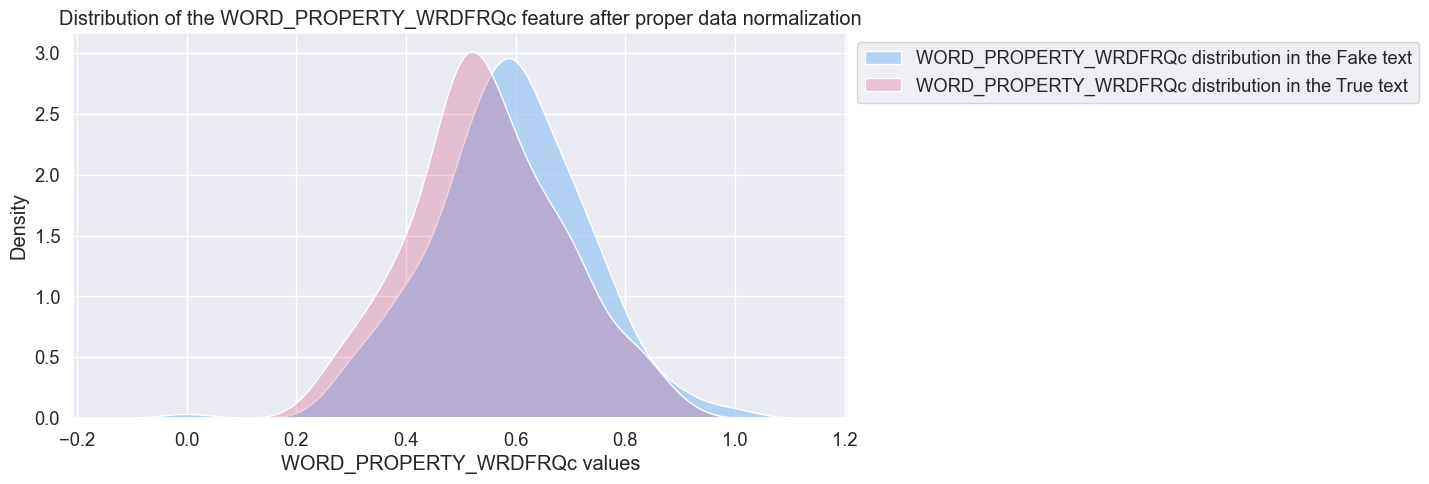 Distribution of the WORD_PROPERTY_WRDFRQc feature after proper data normalization
WORD_PROPERTY_WRDFRQc distribution in the Fake text
WORD_PROPERTY_WRDFRQc distribution in the True text
Density
3.0
2.5
2.0
1.5
1.0
0.5
0.0
−0.2 0.0 0.2 0.4 0.6 0.8 1.0 1.2
WORD_PROPERTY_WRDFRQc values